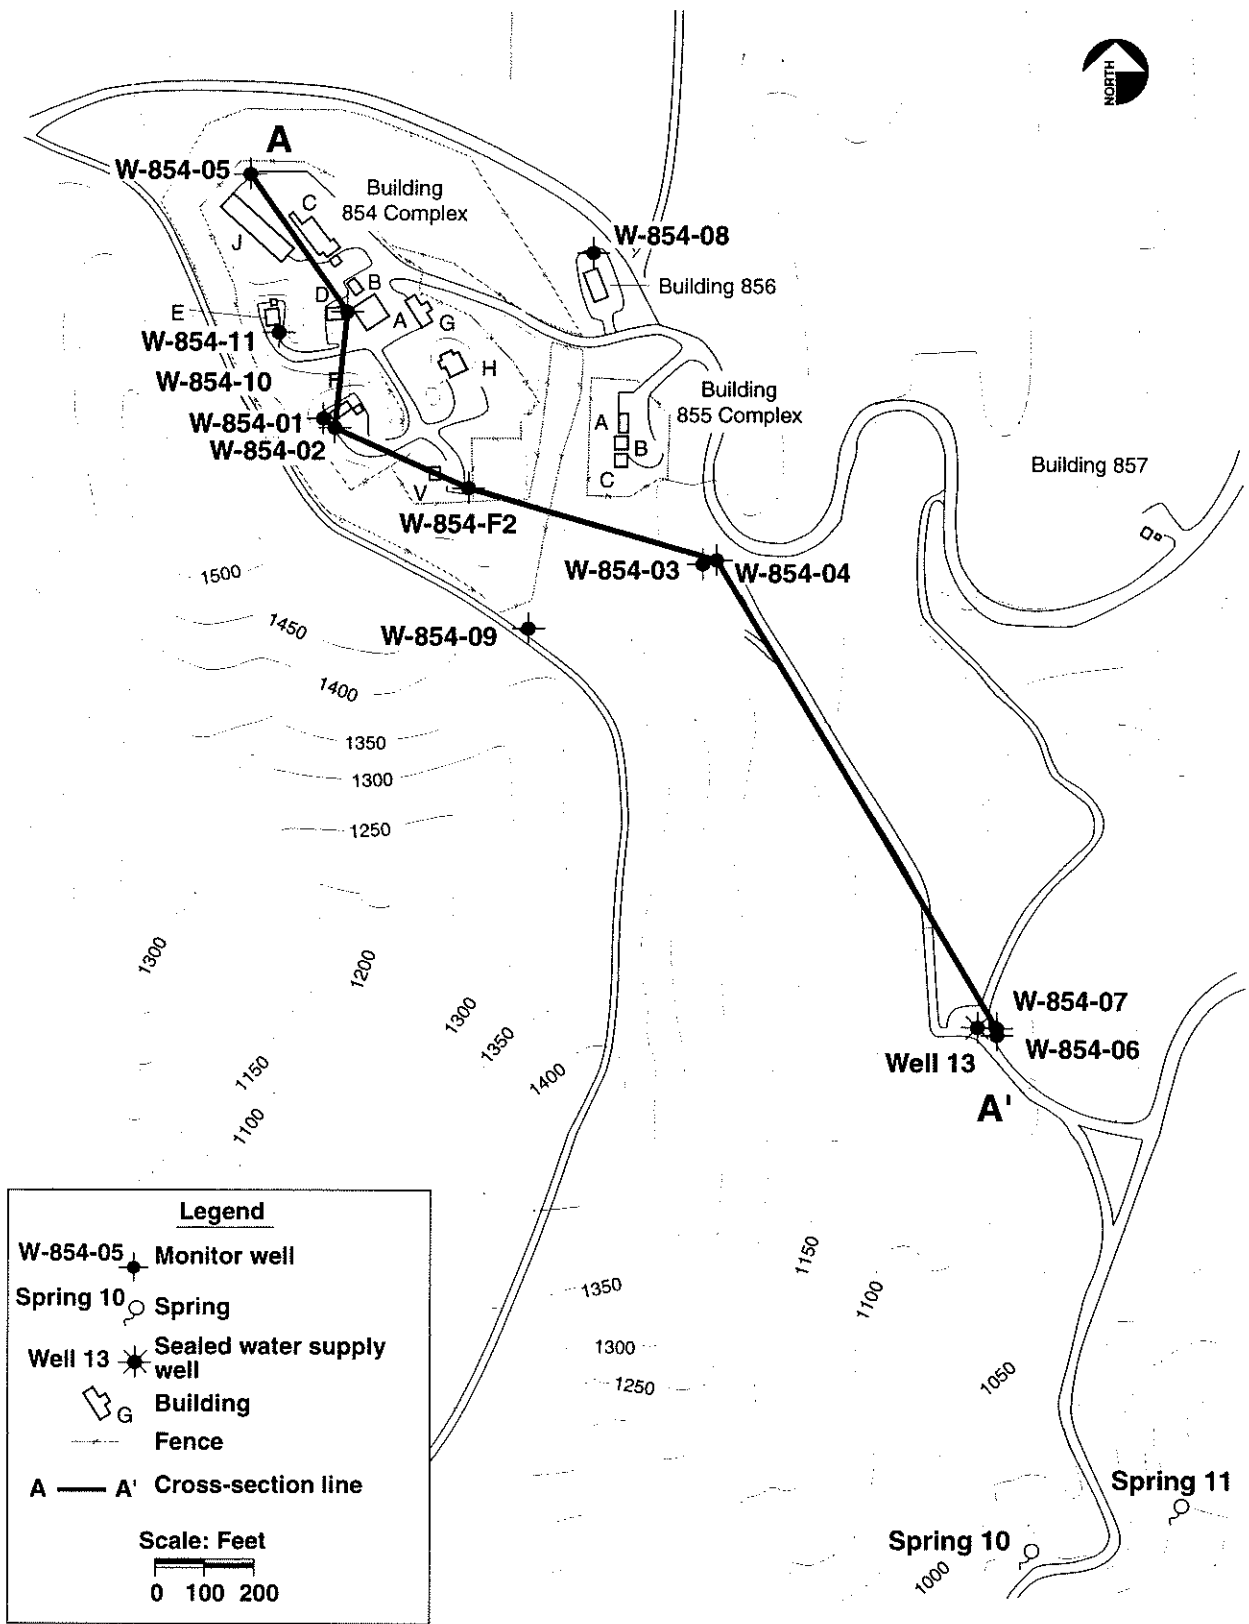 NORTH
A
W-854-05
Building
854 Complex
C
J
W-854-08
B
Building 856
D
E
A
G
W-854-11
H
W-854-10
F
Building
855 Complex
A
W-854-01
W-854-02
B
C
V
Building 857
W-854-F2
W-854-03
W-854-04
1500
1450
W-854-09
1400
1350
1300
1250
1300
1200
1300
1350
1400
1150
1100
W-854-07
W-854-06
Well 13
A'
Legend
W-854-05 Monitor well
Spring 10 Spring
Well 13 Sealed water supply
well
G Building
Fence
A A' Cross-section line
Scale: Feet
0 100 200
1150
1100
1350
1300
1250
1050
Spring 11
Spring 10
1000